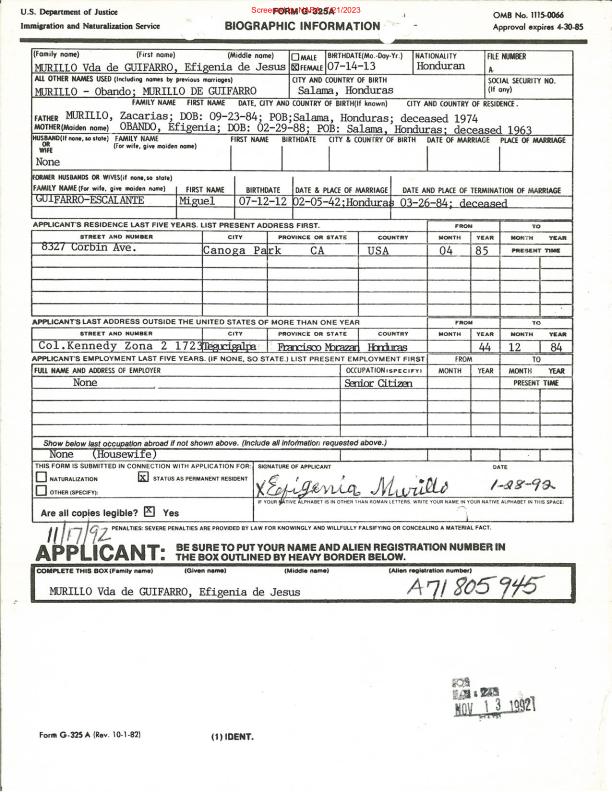 U.S. Department of Justice
Immigration and Naturalization Service
FORM G-325A
BIOGRAPHIC INFORMATION
OMB No. 1115-0066
Approval expires 4-30-85
(Family name) (First name) (Middle name) MALE BIRTHDATE(Mo.-Day-Yr.) NATIONALITY FILE NUMBER
MURILLO Vda de GUIFARRO, Efigenia de Jesus X FEMALE 07-14-13 Honduran A-
ALL OTHER NAMES USED (Including names by previous marriages) CITY AND COUNTRY OF BIRTH SOCIAL SECURITY NO. (If any)
MURILLO - Obando; MURILLO DE GUIFARRO Salama, Honduras
FAMILY NAME FIRST NAME DATE, CITY AND COUNTRY OF BIRTH(If known) CITY AND COUNTRY OF RESIDENCE.
FATHER MURILLO, Zacarias; DOB: 09-23-84; POB;Salama, Honduras; deceased 1974
MOTHER(Maiden name) OBANDO, Efigenia; DOB: 02-29-88; POB: Salama, Honduras; deceased 1963
HUSBAND(If none, so state) OR WIFE FAMILY NAME (For wife, give maiden name) FIRST NAME BIRTHDATE CITY & COUNTRY OF BIRTH DATE OF MARRIAGE PLACE OF MARRIAGE
None
FORMER HUSBANDS OR WIVES(if none,so state)
FAMILY NAME (For wife, give maiden name) FIRST NAME BIRTHDATE DATE & PLACE OF MARRIAGE DATE AND PLACE OF TERMINATION OF MARRIAGE
GUIFARRO-ESCALANTE Miguel 07-12-12 02-05-42;Honduras 03-26-84; deceased
APPLICANT'S RESIDENCE LAST FIVE YEARS. LIST PRESENT ADDRESS FIRST. FROM TO
STREET AND NUMBER CITY PROVINCE OR STATE COUNTRY MONTH YEAR MONTH YEAR
8327 Corbin Ave. Canoga Park CA USA 04 85 PRESENT TIME
APPLICANT'S LAST ADDRESS OUTSIDE THE UNITED STATES OF MORE THAN ONE YEAR FROM TO
STREET AND NUMBER CITY PROVINCE OR STATE COUNTRY MONTH YEAR MONTH YEAR
Col.Kennedy Zona 2 1723 Tegucigalpa Francisco Morazan Honduras 44 12 84
APPLICANT'S EMPLOYMENT LAST FIVE YEARS. (IF NONE, SO STATE.) LIST PRESENT EMPLOYMENT FIRST FROM TO
FULL NAME AND ADDRESS OF EMPLOYER OCCUPATION(SPECIFY) MONTH YEAR MONTH YEAR
None Senior Citizen PRESENT TIME
Show below last occupation abroad if not shown above. (Include all information requested above.)
None (Housewife)
THIS FORM IS SUBMITTED IN CONNECTION WITH APPLICATION FOR: SIGNATURE OF APPLICANT DATE
NATURALIZATION X STATUS AS PERMANENT RESIDENT
OTHER (SPECIFY):
X Efigenia Murillo 1-28-92
IF YOUR NATIVE ALPHABET IS IN OTHER THAN ROMAN LETTERS, WRITE YOUR NAME IN YOUR NATIVE ALPHABET IN THIS SPACE:
Are all copies legible? X Yes
11/17/92
PENALTIES: SEVERE PENALTIES ARE PROVIDED BY LAW FOR KNOWINGLY AND WILLFULLY FALSIFYING OR CONCEALING A MATERIAL FACT.
APPLICANT: BE SURE TO PUT YOUR NAME AND ALIEN REGISTRATION NUMBER IN
THE BOX OUTLINED BY HEAVY BORDER BELOW.
COMPLETE THIS BOX (Family name) (Given name) (Middle name) (Alien registration number)
MURILLO Vda de GUIFARRO, Efigenia de Jesus A71 805 945
NOV 13 1992
Form G-325 A (Rev. 10-1-82) (1) IDENT.